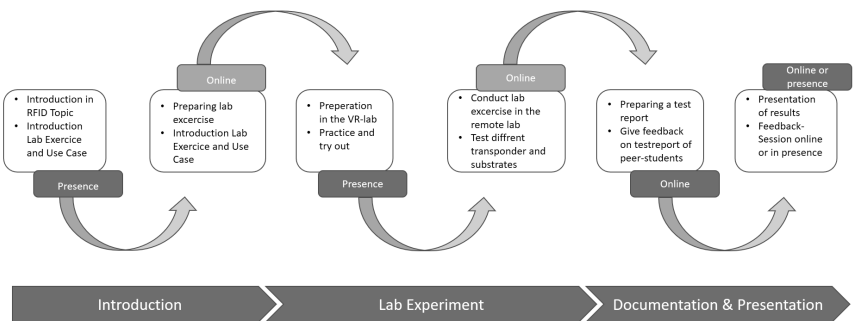 • Introduction in
RFID Topic
• Introduction
Lab Exercice
and Use Case
Presence
Online
• Preparing lab
excercise
• Introduction Lab
Exercice and Use
Case
• Preperation
in the VR-lab
• Practice and
try out
Presence
Online
• Conduct lab
excercise in the
remote lab
• Test diffrent
transponder and
substrates
• Preparing a test
report
• Give feedback
on testreport of
peer-students
Online
Online or
presence
• Presentation
of results
• Feedback-
Session online
or in presence
Introduction
Lab Experiment
Documentation & Presentation